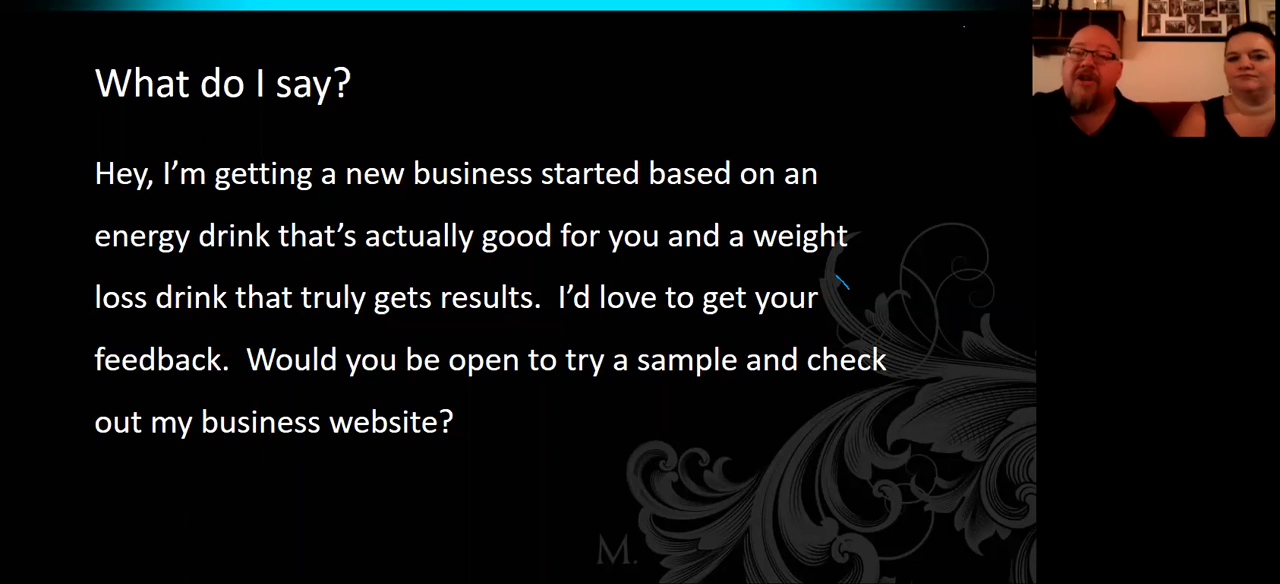 What do I say?
Hey, I'm getting a new business started based on an
energy drink that's actually good for you and a weight
loss drink that truly gets results.  I'd love to get your
feedback.  Would you be open to try a sample and check
out my business website?
M.